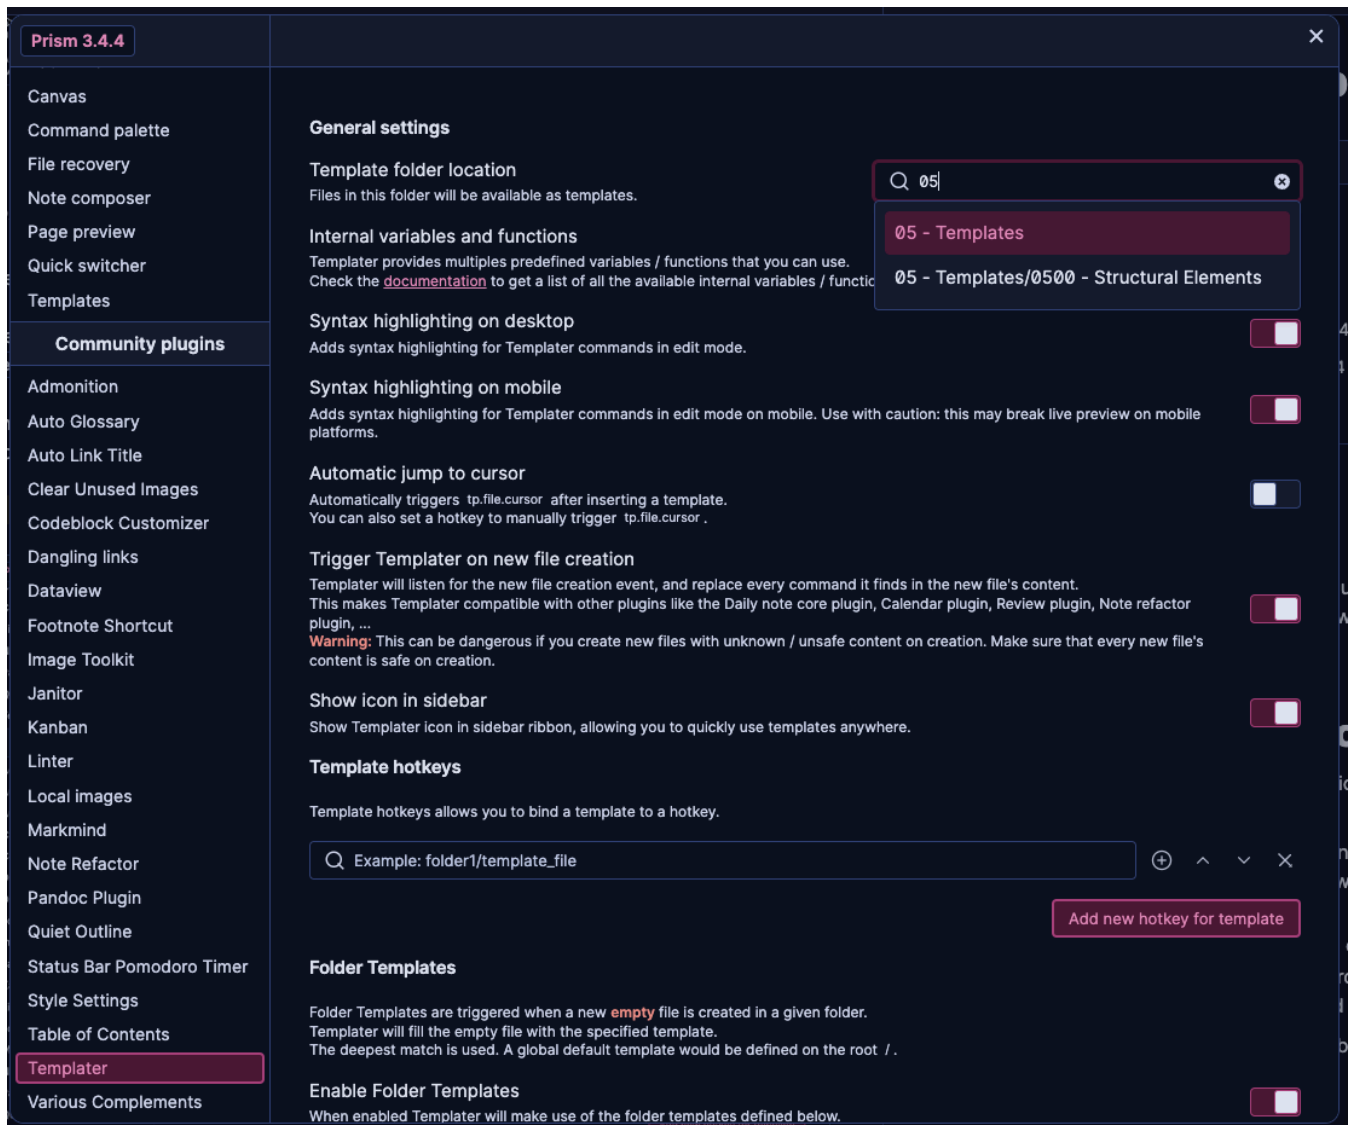 Prism 3.4.4
Canvas
Command palette
File recovery
Note composer
Page preview
Quick switcher
Templates
Community plugins
Admonition
Auto Glossary
Auto Link Title
Clear Unused Images
Codeblock Customizer
Dangling links
Dataview
Footnote Shortcut
Image Toolkit
Janitor
Kanban
Linter
Local images
Markmind
Note Refactor
Pandoc Plugin
Quiet Outline
Status Bar Pomodoro Timer
Style Settings
Table of Contents
Templater
Various Complements
General settings
Template folder location
Files in this folder will be available as templates.
05
05 - Templates
05 - Templates/0500 - Structural Elements
Internal variables and functions
Templater provides multiples predefined variables / functions that you can use.
Check the documentation to get a list of all the available internal variables /
Syntax highlighting on desktop
Adds syntax highlighting for Templater commands in edit mode.
Syntax highlighting on mobile
Adds syntax highlighting for Templater commands in edit mode on mobile. Use with caution: this may break live preview on mobile
platforms.
Automatic jump to cursor
Automatically triggers tp.file.cursor after inserting a template.
You can also set a hotkey to manually trigger tp.file.cursor .
Trigger Templater on new file creation
Templater will listen for the new file creation event, and replace every command it finds in the new file's content.
This makes Templater compatible with other plugins like the Daily note core plugin, Calendar plugin, Review plugin, Note refactor
plugin, ...
Warning: This can be dangerous if you create new files with unknown / unsafe content on creation. Make sure that every new file's
content is safe on creation.
Show icon in sidebar
Show Templater icon in sidebar ribbon, allowing you to quickly use templates anywhere.
Template hotkeys
Template hotkeys allows you to bind a template to a hotkey.
Example: folder1/template_file
Add new hotkey for template
Folder Templates
Folder Templates are triggered when a new empty file is created in a given folder.
Templater will fill the empty file with the specified template.
The deepest match is used. A global default template would be defined on the root / .
Enable Folder Templates
When enabled Templater will make use of the folder templates defined below.